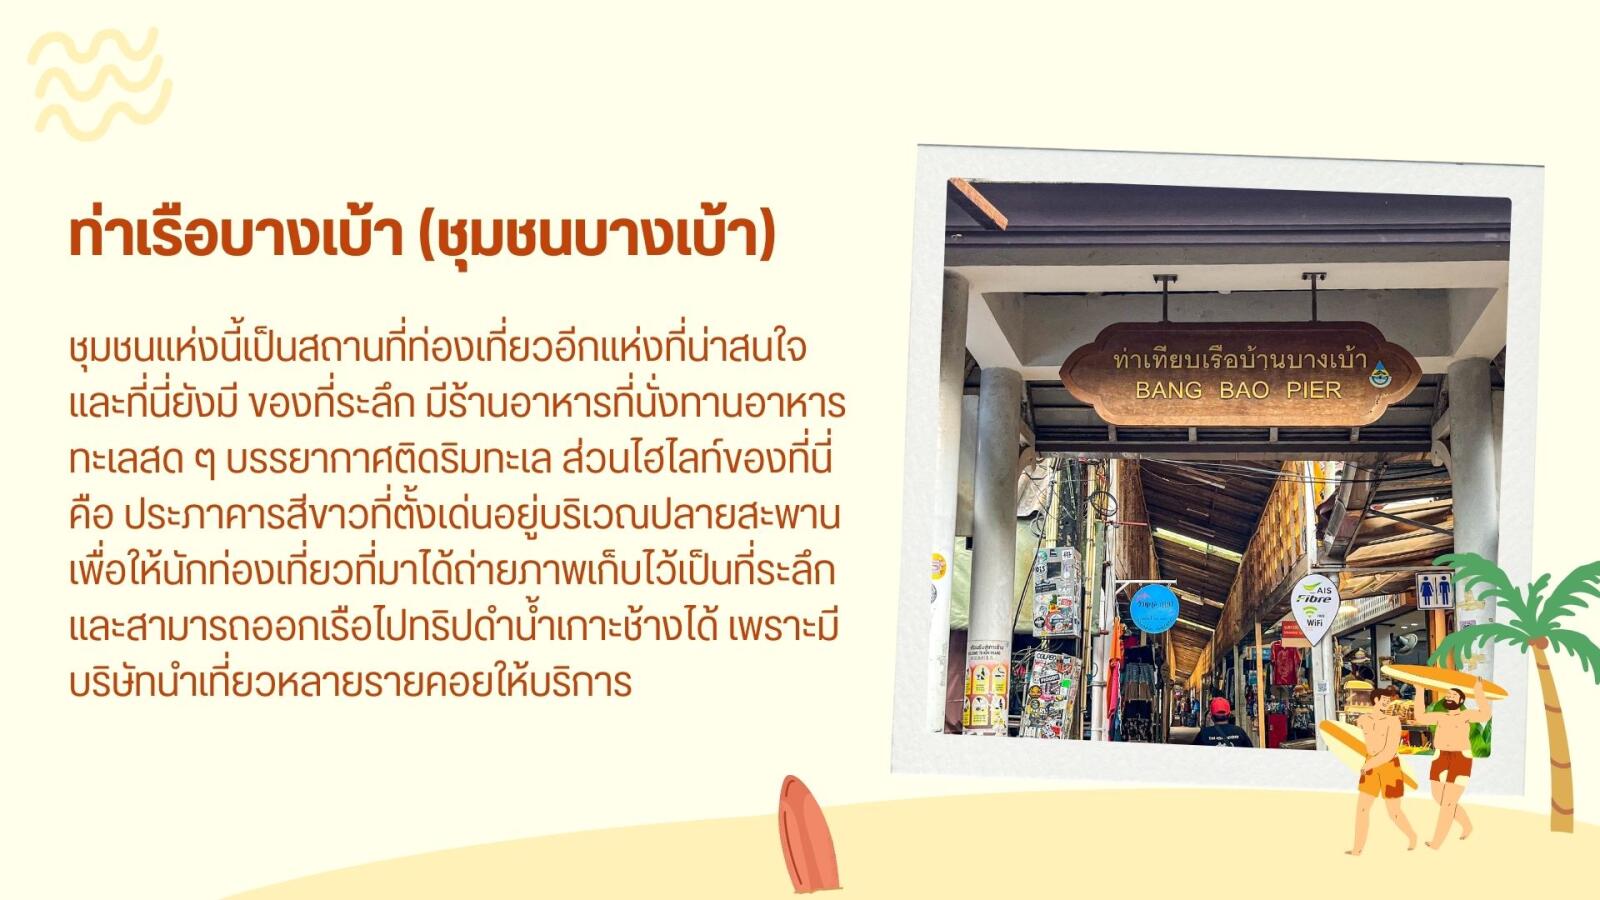 ท่าเรือบางเบ้า (ชุมชนบางเบ้า)
ชุมชนแห่งนี้เป็นสถานที่ท่องเที่ยวอีกแห่งที่น่าสนใจ
และที่นี่ยังมี ของที่ระลึก มีร้านอาหารที่นั่งทานอาหาร
ทะเลสด ๆ บรรยากาศติดริมทะเล ส่วนไฮไลท์ของที่นี่
คือ ประภาคารสีขาวที่ตั้งเด่นอยู่บริเวณปลายสะพาน
เพื่อให้นักท่องเที่ยวที่มาได้ถ่ายภาพเก็บไว้เป็นที่ระลึก
และสามารถออกเรือไปทริปดำน้ำเกาะช้างได้ เพราะมี
บริษัทนำเที่ยวหลายรายคอยให้บริการ
ท่าเทียบเรือบ้านบางเบ้า
BANG BAO PIER
AIS
Fibre
FREE
WiFi